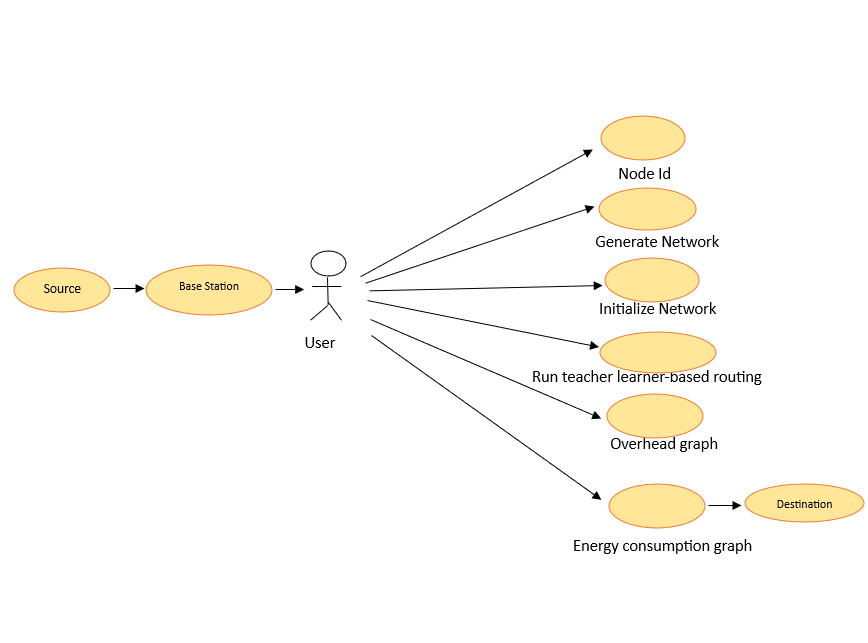 Source
Base Station
User
Node Id
Generate Network
Initialize Network
Run teacher learner-based routing
Overhead graph
Energy consumption graph
Destination